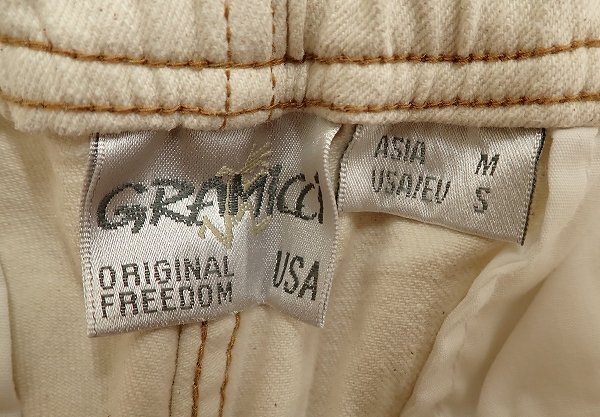 GRAMICCI
ORIGINAL
FREEDOM USA
ASIA M
USA/EU S